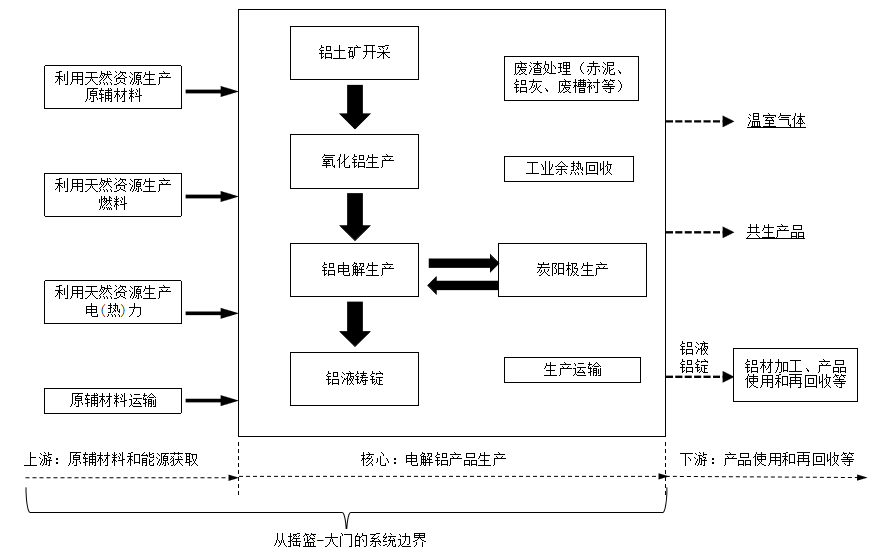 利用天然资源生产
原辅材料
利用天然资源生产
燃料
利用天然资源生产
电(热)力
原辅材料运输
铝土矿开采
氧化铝生产
铝电解生产
铝液铸锭
废渣处理（赤泥、
铝灰、废槽衬等）
工业余热回收
炭阳极生产
生产运输
温室气体
共生产品
铝液
铝锭
铝材加工、产品
使用和再回收等
上游：原辅材料和能源获取
核心：电解铝产品生产
下游：产品使用和再回收等
从摇篮-大门的系统边界